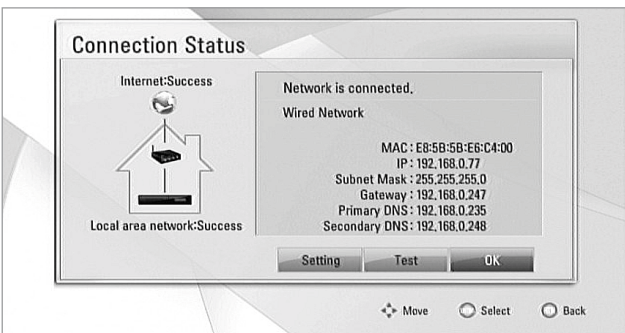 Connection Status
Internet:Success
Local area network:Success
Network is connected.
Wired Network
MAC : E8:5B:5B:E6:C4:00
IP : 192.168.0.77
Subnet Mask : 255.255.255.0
Gateway : 192.168.0.247
Primary DNS : 192.168.0.235
Secondary DNS : 192.168.0.248
Setting Test OK
Move Select Back